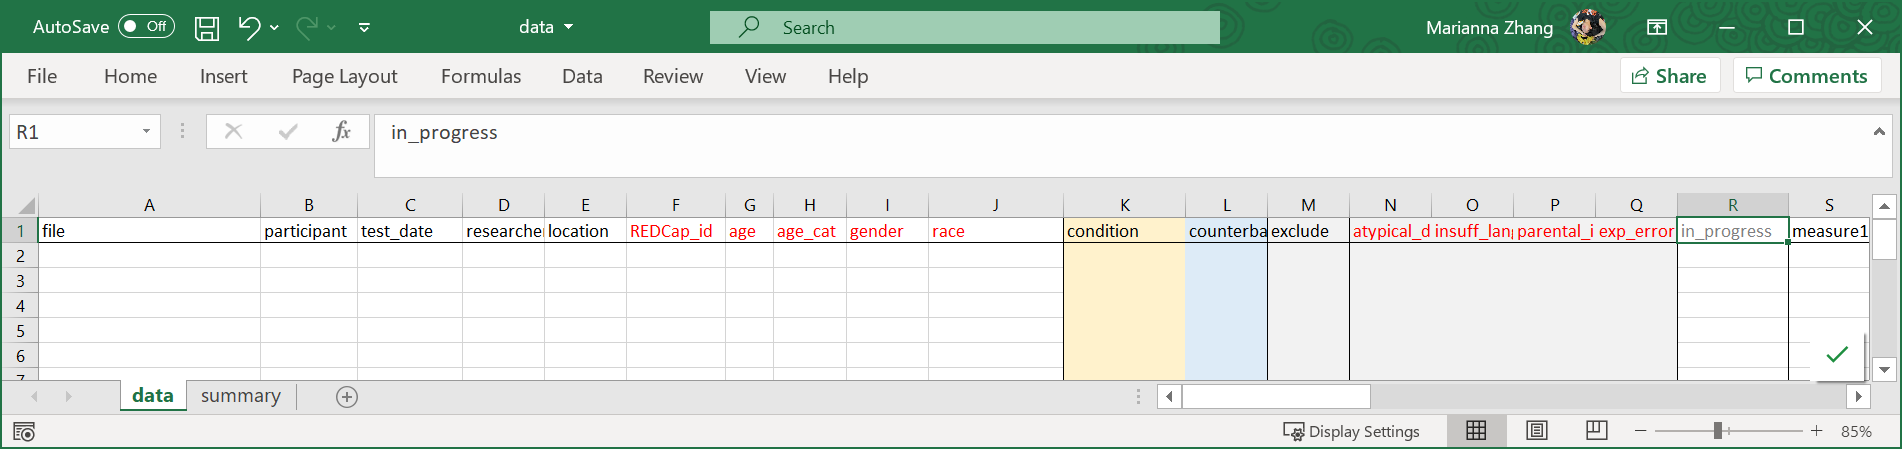 AutoSave Off data Search Marianna Zhang
File Home Insert Page Layout Formulas Data Review View Help Share Comments
R1 fx in_progress
A B C D E F G H I J K L M N O P Q R S
1 file participant test_date researche location REDCap_id age age_cat gender race condition counterba exclude atypical_d insuff_lan parental_i exp_error in_progress measure1
2
3
4
5
6
7
data summary
Display Settings 85%